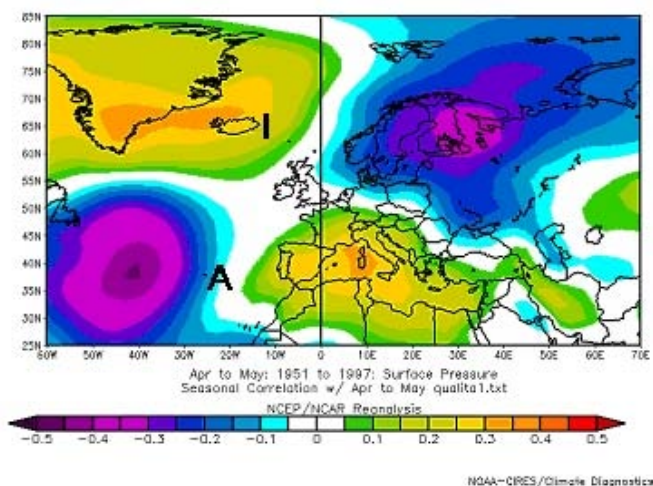 85N
80N
75N
70N
65N
60N
55N
50N
45N
40N
35N
30N
25N
I
A
60W 50W 40W 30W 20W 10W 0 10E 20E 30E 40E 50E 60E 70E
Apr to May: 1951 to 1997: Surface Pressure
Seasonal Correlation w/ Apr to May qualita1.txt
NCEP/NCAR Reanalysis
-0.5 -0.4 -0.3 -0.2 -0.1 0 0.1 0.2 0.3 0.4 0.5
NOAA-CIRES/Climate Diagnostics